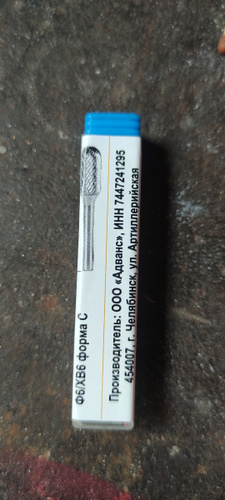 Ф6/ХВ6 форма С
Производитель: ООО «Адванс», ИНН 7447241295
454007, г. Челябинск, ул. Артиллерийская